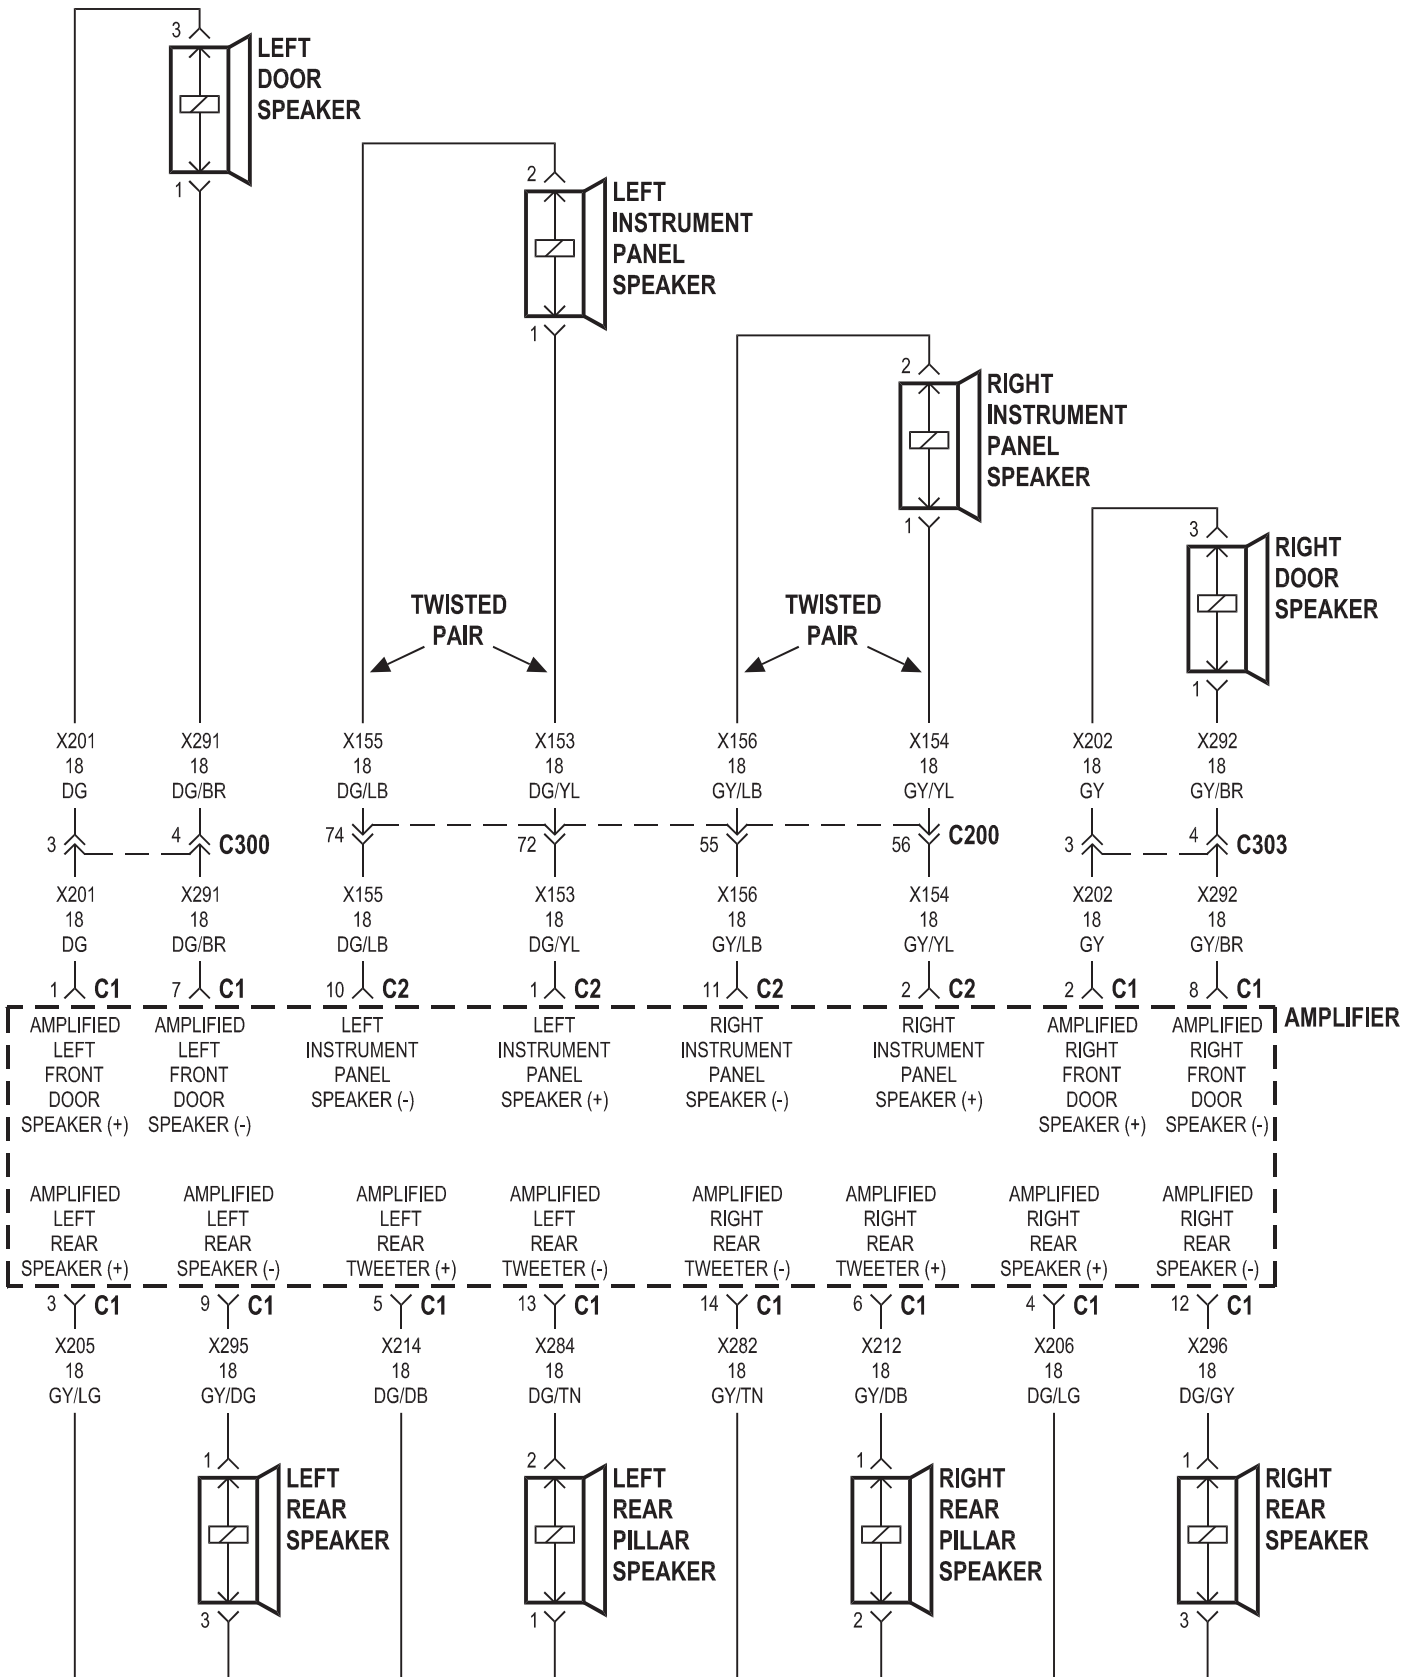 3
LEFT
DOOR
SPEAKER
1
2
LEFT
INSTRUMENT
PANEL
SPEAKER
1
2
RIGHT
INSTRUMENT
PANEL
SPEAKER
1
3
RIGHT
DOOR
SPEAKER
1
TWISTED
PAIR
TWISTED
PAIR
X201 X291 X155 X153 X156 X154 X202 X292
18 18 18 18 18 18 18 18
DG DG/BR DG/LB DG/YL GY/LB GY/YL GY GY/BR
3 4 C300 74 72 55 56 C200 3 4 C303
X201 X291 X155 X153 X156 X154 X202 X292
18 18 18 18 18 18 18 18
DG DG/BR DG/LB DG/YL GY/LB GY/YL GY GY/BR
1 C1 7 C1 10 C2 1 C2 11 C2 2 C2 2 C1 8 C1
AMPLIFIER
AMPLIFIED
LEFT
FRONT
DOOR
SPEAKER (+)
AMPLIFIED
LEFT
FRONT
DOOR
SPEAKER (-)
LEFT
INSTRUMENT
PANEL
SPEAKER (-)
LEFT
INSTRUMENT
PANEL
SPEAKER (+)
RIGHT
INSTRUMENT
PANEL
SPEAKER (-)
RIGHT
INSTRUMENT
PANEL
SPEAKER (+)
AMPLIFIED
RIGHT
FRONT
DOOR
SPEAKER (+)
AMPLIFIED
RIGHT
FRONT
DOOR
SPEAKER (-)
AMPLIFIED
LEFT
REAR
SPEAKER (+)
AMPLIFIED
LEFT
REAR
SPEAKER (-)
AMPLIFIED
LEFT
REAR
TWEETER (+)
AMPLIFIED
LEFT
REAR
TWEETER (-)
AMPLIFIED
RIGHT
REAR
TWEETER (-)
AMPLIFIED
RIGHT
REAR
TWEETER (+)
AMPLIFIED
RIGHT
REAR
SPEAKER (+)
AMPLIFIED
RIGHT
REAR
SPEAKER (-)
3 C1 9 C1 5 C1 13 C1 14 C1 6 C1 4 C1 12 C1
X205 X295 X214 X284 X282 X212 X206 X296
18 18 18 18 18 18 18 18
GY/LG GY/DG DG/DB DG/TN GY/TN GY/DB DG/LG DG/GY
1
LEFT
REAR
SPEAKER
3
2
LEFT
REAR
PILLAR
SPEAKER
1
1
RIGHT
REAR
PILLAR
SPEAKER
2
1
RIGHT
REAR
SPEAKER
3